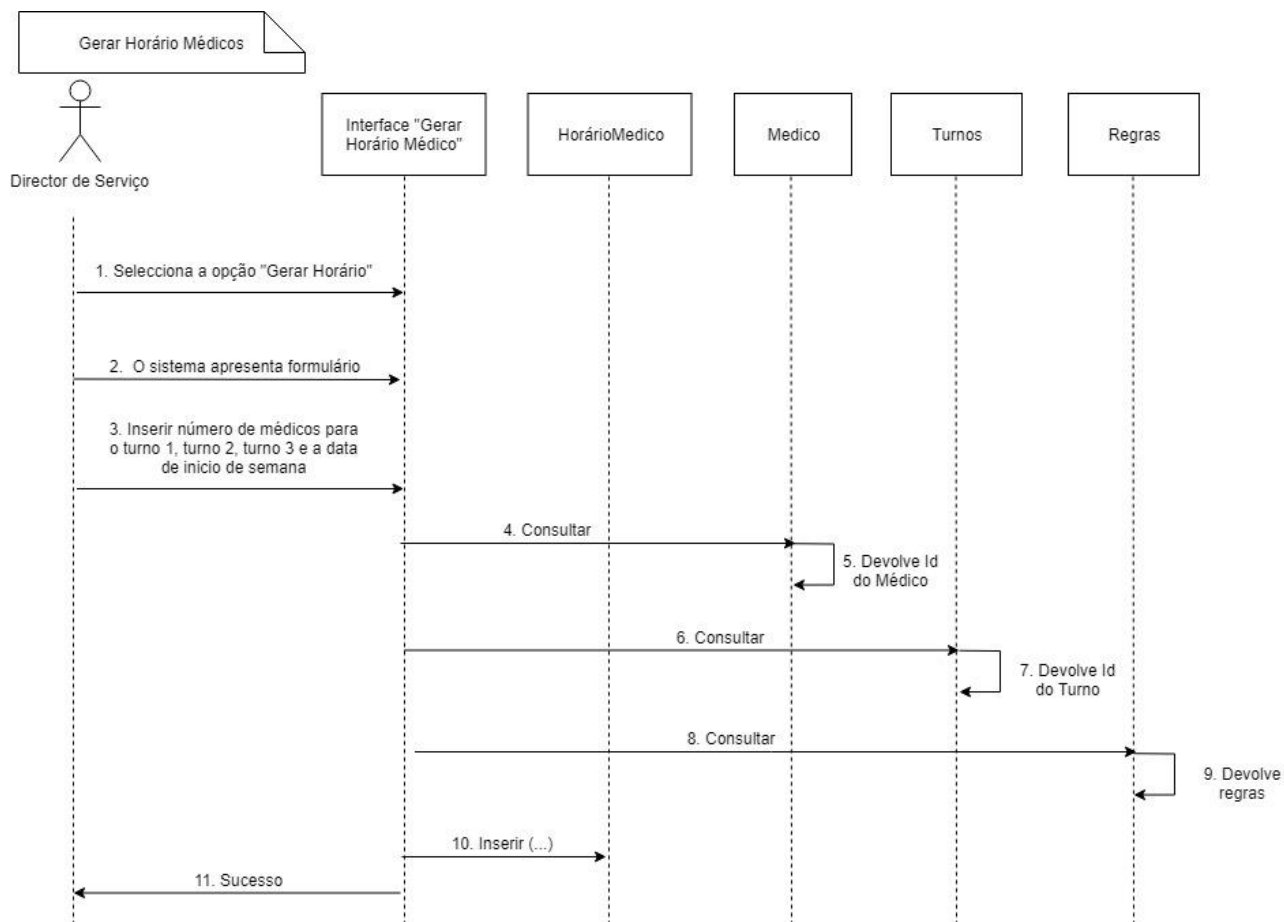 Gerar Horário Médicos
Director de Serviço
Interface "Gerar
Horário Médico"
HorárioMedico
Medico
Turnos
Regras
1. Selecciona a opção "Gerar Horário"
2. O sistema apresenta formulário
3. Inserir número de médicos para
o turno 1, turno 2, turno 3 e a data
de inicio de semana
4. Consultar
5. Devolve Id
do Médico
6. Consultar
7. Devolve Id
do Turno
8. Consultar
9. Devolve
regras
10. Inserir (...)
11. Sucesso